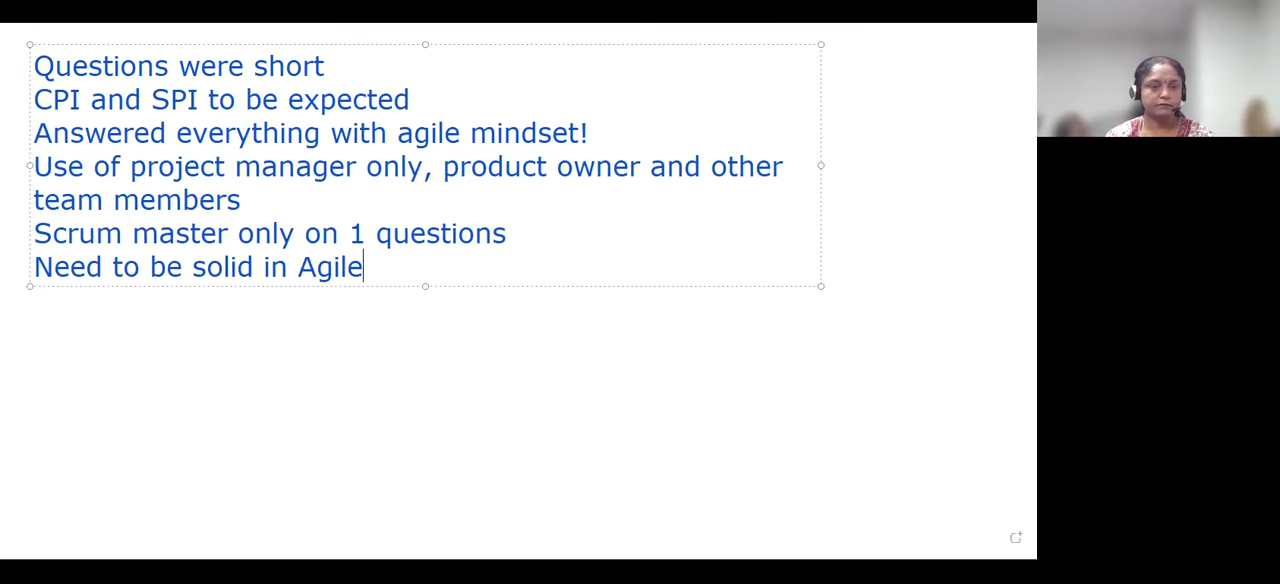 Questions were short
CPI and SPI to be expected
Answered everything with agile mindset!
Use of project manager only, product owner and other
team members
Scrum master only on 1 questions
Need to be solid in Agile